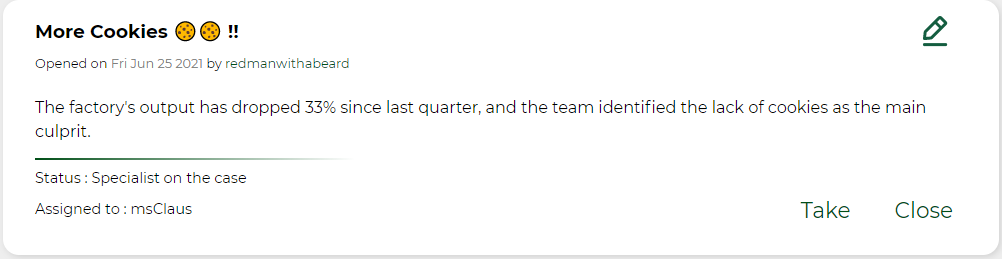 More Cookies 🍪🍪 !!
Opened on Fri Jun 25 2021 by redmanwithabeard
The factory's output has dropped 33% since last quarter, and the team identified the lack of cookies as the main
culprit.
Status : Specialist on the case
Assigned to : msClaus
Take Close